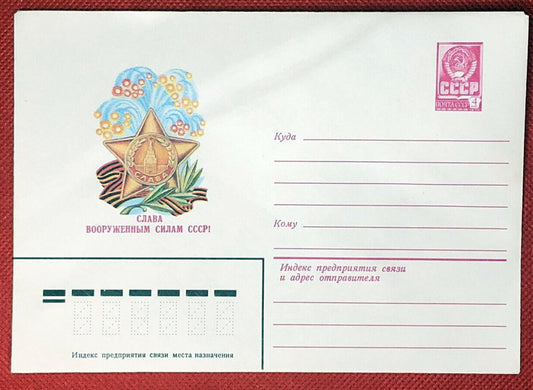 СЛАВА
СЛАВА
ВООРУЖЕННЫМ СИЛАМ СССР!
СССР
ПОЧТА СССР
Куда
Кому
Индекс предприятия связи
и адрес отправителя
Индекс предприятия связи места назначения